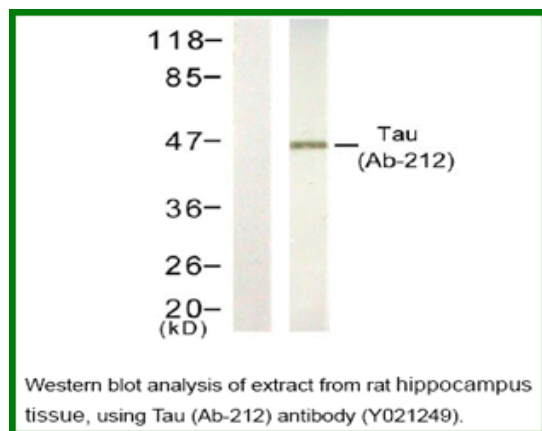 118–
85–
47–
Tau
(Ab-212)
36–
26–
20–
(kD)
Western blot analysis of extract from rat hippocampus
tissue, using Tau (Ab-212) antibody (Y021249).